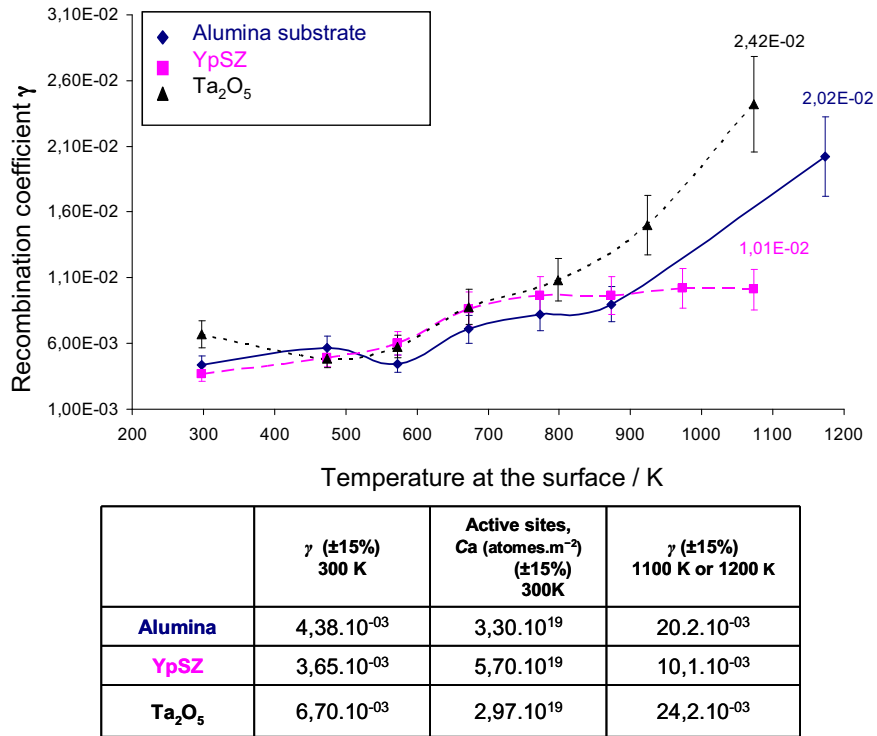 3,10E-02
2,60E-02
2,10E-02
1,60E-02
1,10E-02
6,00E-03
1,00E-03
Recombination coefficient γ
Alumina substrate
YpSZ
Ta₂O₅
2,42E-02
2,02E-02
1,01E-02
200 300 400 500 600 700 800 900 1000 1100 1200
Temperature at the surface / K
γ (±15%)
300 K
Active sites,
Ca (atomes.m⁻²)
(±15%)
300K
γ (±15%)
1100 K or 1200 K
Alumina 4,38.10⁻⁰³ 3,30.10¹⁹ 20.2.10⁻⁰³
YpSZ 3,65.10⁻⁰³ 5,70.10¹⁹ 10,1.10⁻⁰³
Ta₂O₅ 6,70.10⁻⁰³ 2,97.10¹⁹ 24,2.10⁻⁰³